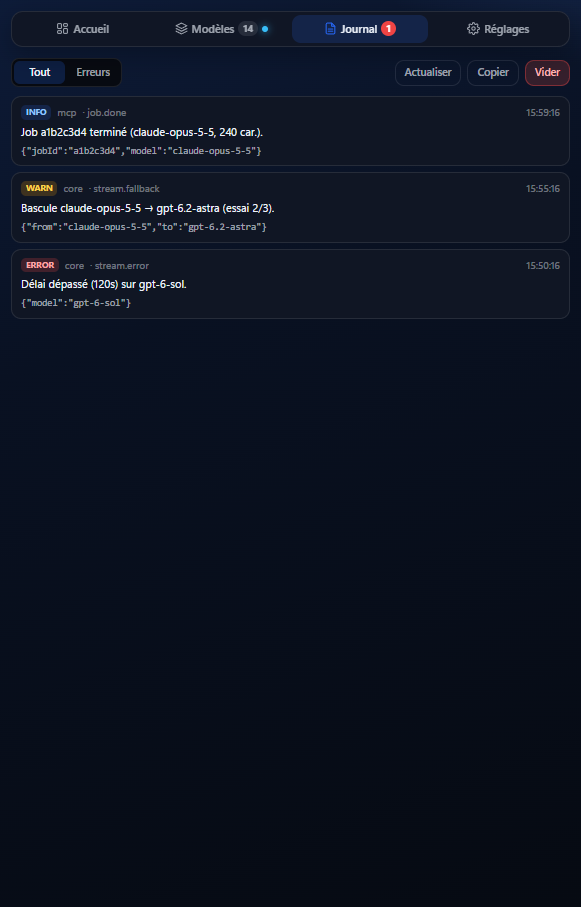 Accueil Modèles 14 Journal 1 Réglages
Tout Erreurs Actualiser Copier Vider
INFO mcp · job.done 15:59:16
Job a1b2c3d4 terminé (claude-opus-5-5, 240 car.).
{"jobId":"a1b2c3d4","model":"claude-opus-5-5"}
WARN core · stream.fallback 15:55:16
Bascule claude-opus-5-5 → gpt-6.2-astra (essai 2/3).
{"from":"claude-opus-5-5","to":"gpt-6.2-astra"}
ERROR core · stream.error 15:50:16
Délai dépassé (120s) sur gpt-6-sol.
{"model":"gpt-6-sol"}